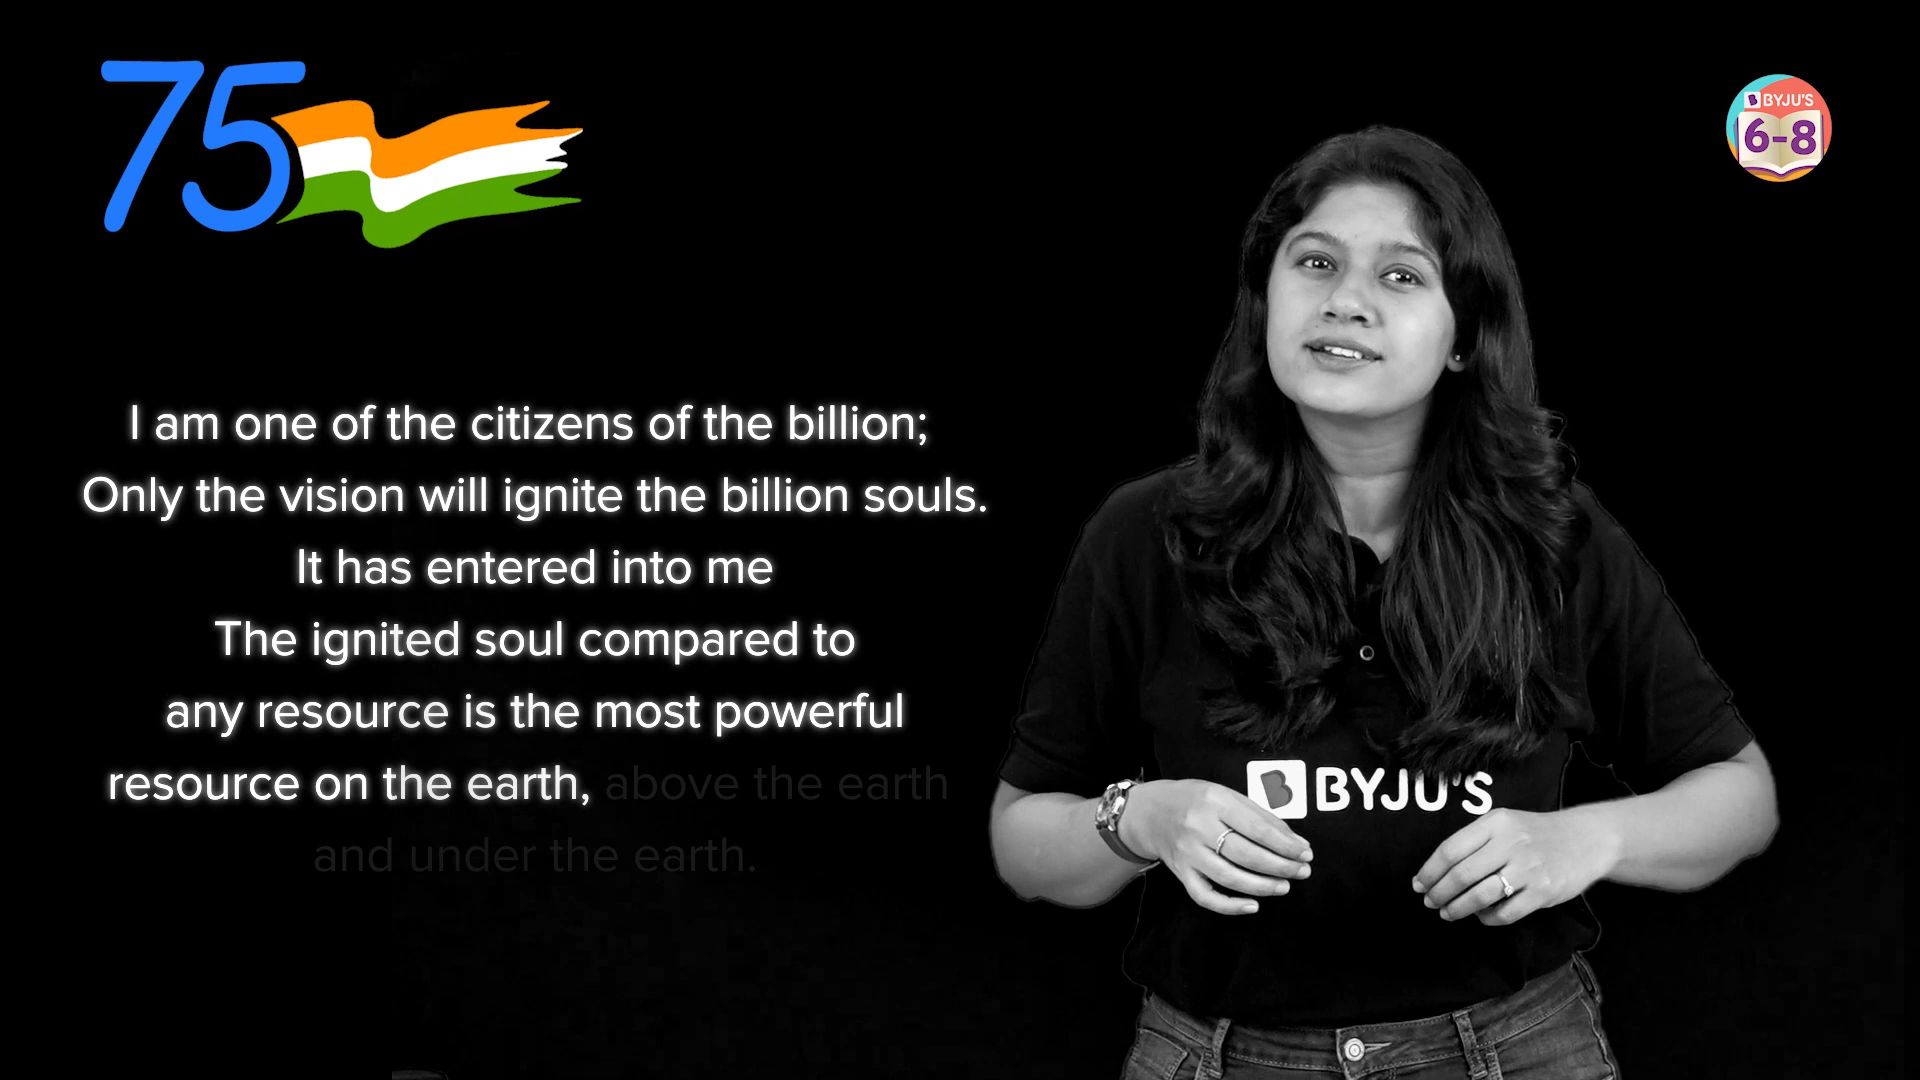 75
BYJU'S
6-8
I am one of the citizens of the billion;
Only the vision will ignite the billion souls.
It has entered into me
The ignited soul compared to
any resource is the most powerful
resource on the earth, above the earth
and under the earth.
BYJU'S